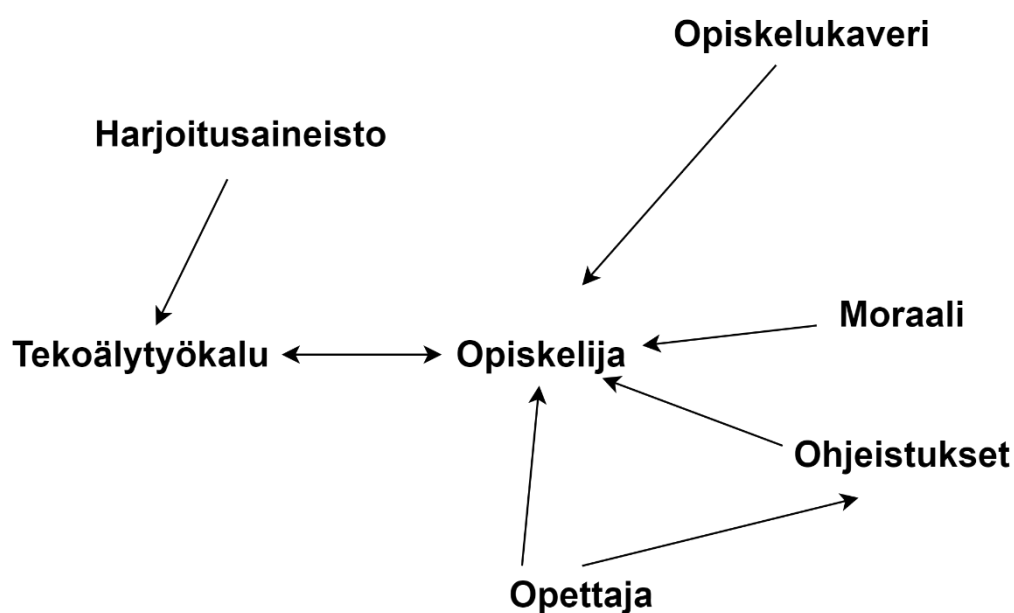 Opiskelukaveri
Harjoitusaineisto
Moraali
Tekoälytyökalu
Opiskelija
Ohjeistukset
Opettaja